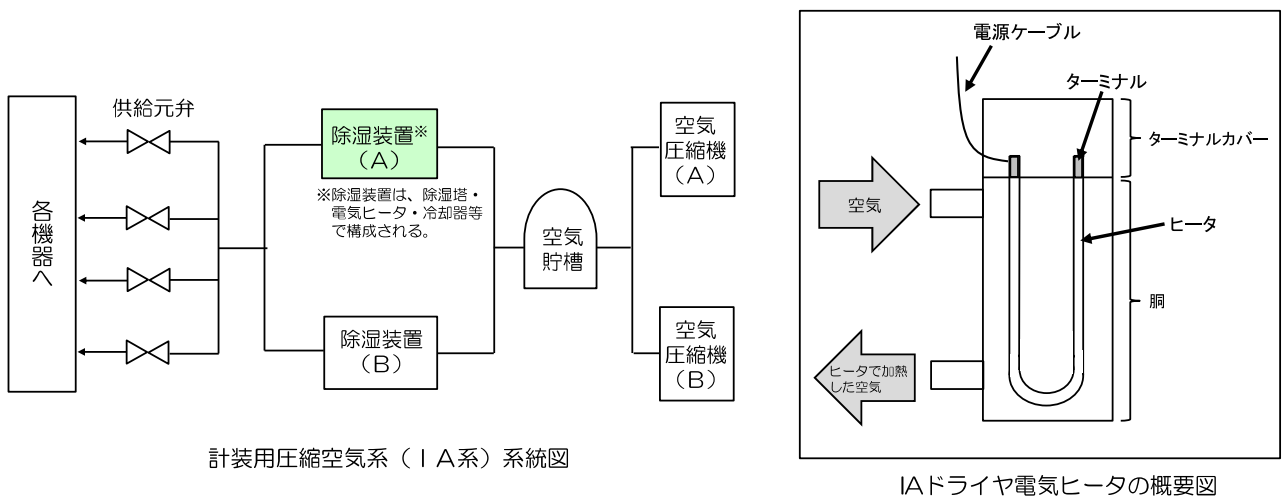 供給元弁
各機器へ
除湿装置※
（A）
※除湿装置は、除湿塔・
電気ヒータ・冷却器等
で構成される。
除湿装置
（B）
空気
貯槽
空気
圧縮機
（A）
空気
圧縮機
（B）
計装用圧縮空気系（ＩＡ系）系統図
電源ケーブル
ターミナル
ターミナルカバー
空気
ヒータ
胴
ヒータで加熱
した空気
IAドライヤ電気ヒータの概要図